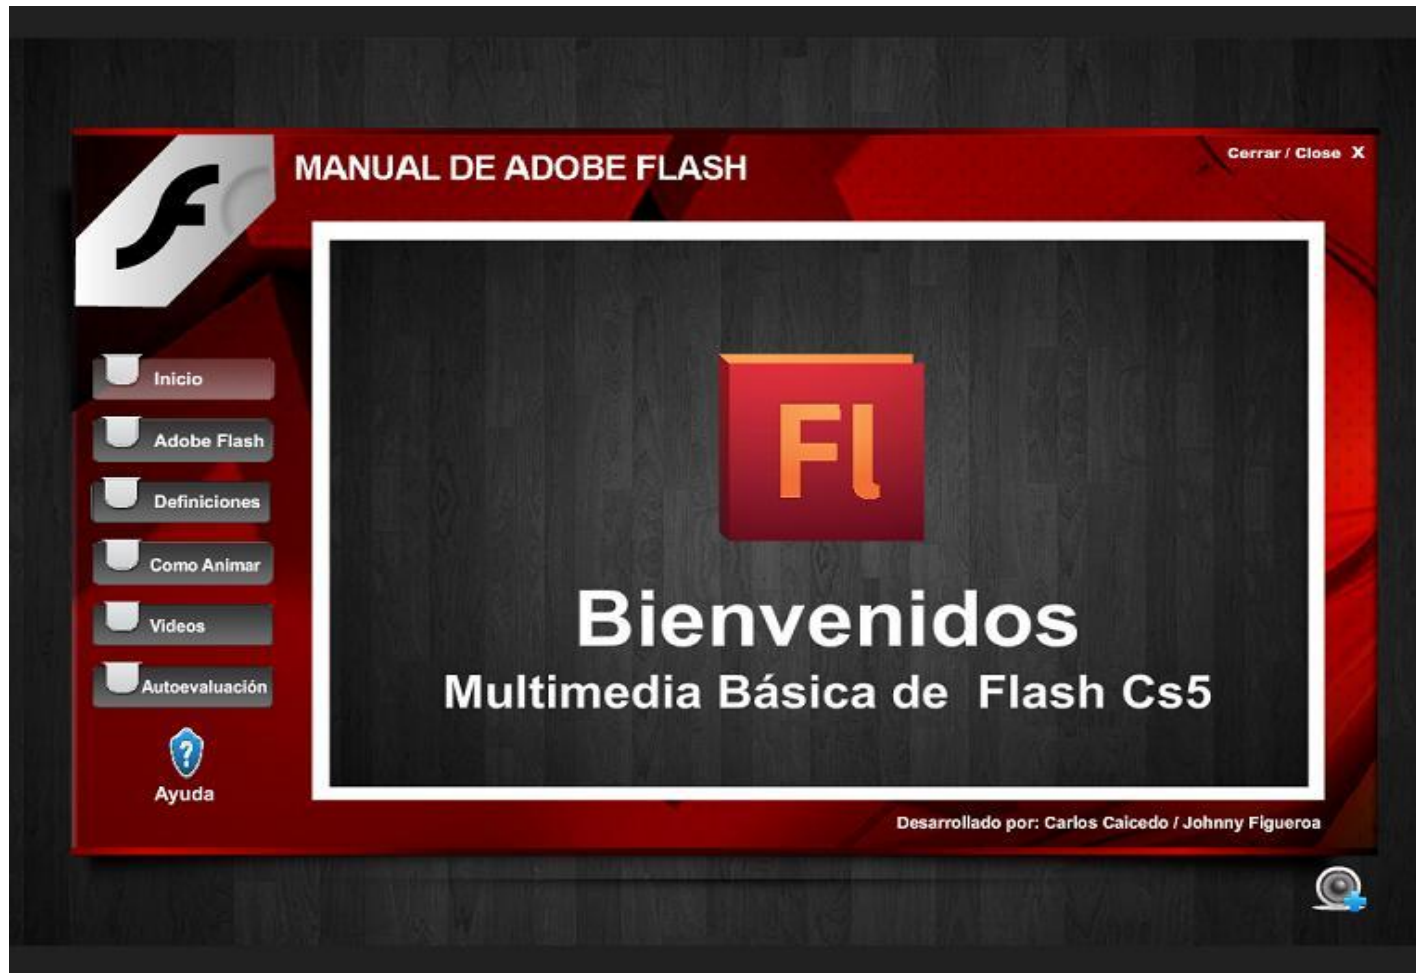 MANUAL DE ADOBE FLASH
Cerrar / Close X
Inicio
Adobe Flash
Definiciones
Como Animar
Videos
Autoevaluación
?
Ayuda
Fl
Bienvenidos
Multimedia Básica de Flash Cs5
Desarrollado por: Carlos Caicedo / Johnny Figueroa